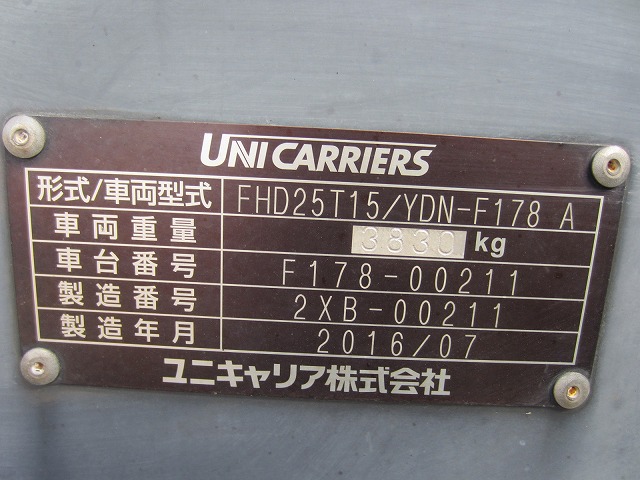 UNICARRIERS
形式/車両型式 FHD25T15/YDN-F178 A
車両重量 3830 kg
車台番号 F178-00211
製造番号 2XB-00211
製造年月 2016/07
ユニキャリア株式会社